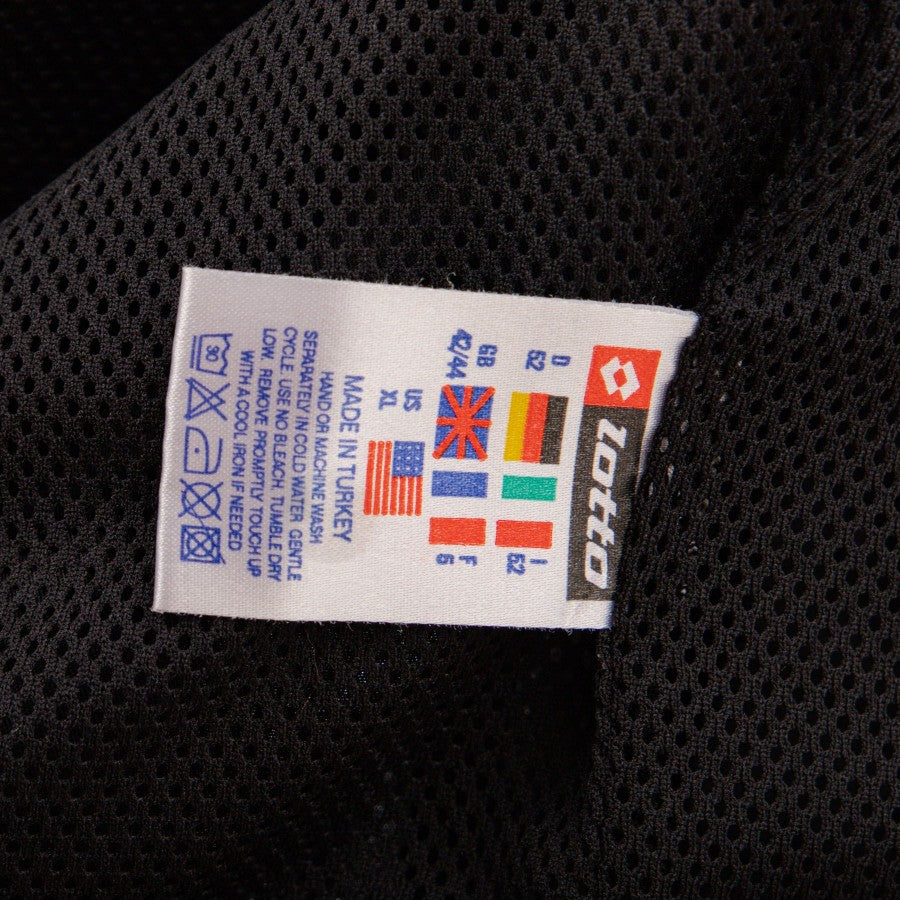 lotto
D I
52 52
GB F
42/44 6
US
XL
MADE IN TURKEY
HAND OR MACHINE WASH
SEPARATELY IN COLD WATER GENTLE
CYCLE. USE NO BLEACH. TUMBLE DRY
LOW. REMOVE PROMPTLY. TOUCH UP
WITH A COOL IRON IF NEEDED
30